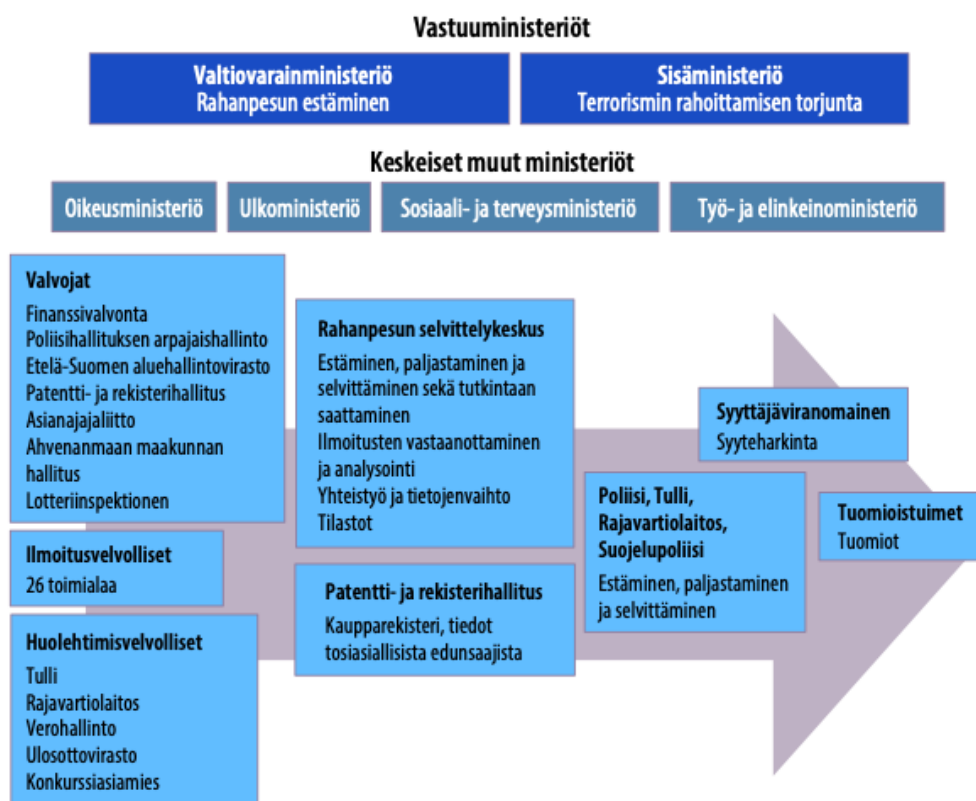 Vastuuministeriöt
Valtiovarainministeriö
Rahanpesun estäminen
Sisäministeriö
Terrorismin rahoittamisen torjunta
Keskeiset muut ministeriöt
Oikeusministeriö
Ulkoministeriö
Sosiaali- ja terveysministeriö
Työ- ja elinkeinoministeriö
Valvojat
Finanssivalvonta
Poliisihallituksen arpajaishallinto
Etelä-Suomen aluehallintovirasto
Patentti- ja rekisterihallitus
Asianajajaliitto
Ahvenanmaan maakunnan
hallitus
Lotteriinspektionen
Ilmoitusvelvolliset
26 toimialaa
Huolehtimisvelvolliset
Tulli
Rajavartiolaitos
Verohallinto
Ulosottovirasto
Konkurssiasiamies
Rahanpesun selvittelykeskus
Estäminen, paljastaminen ja
selvittäminen sekä tutkintaan
saattaminen
Ilmoitusten vastaanottaminen
ja analysointi
Yhteistyö ja tietojenvaihto
Tilastot
Patentti- ja rekisterihallitus
Kaupparekisteri, tiedot
tosiasiallisista edunsaajista
Poliisi, Tulli,
Rajavartiolaitos,
Suojelupoliisi
Estäminen, paljastaminen
ja selvittäminen
Syyttäjäviranomainen
Syyteharkinta
Tuomioistuimet
Tuomiot